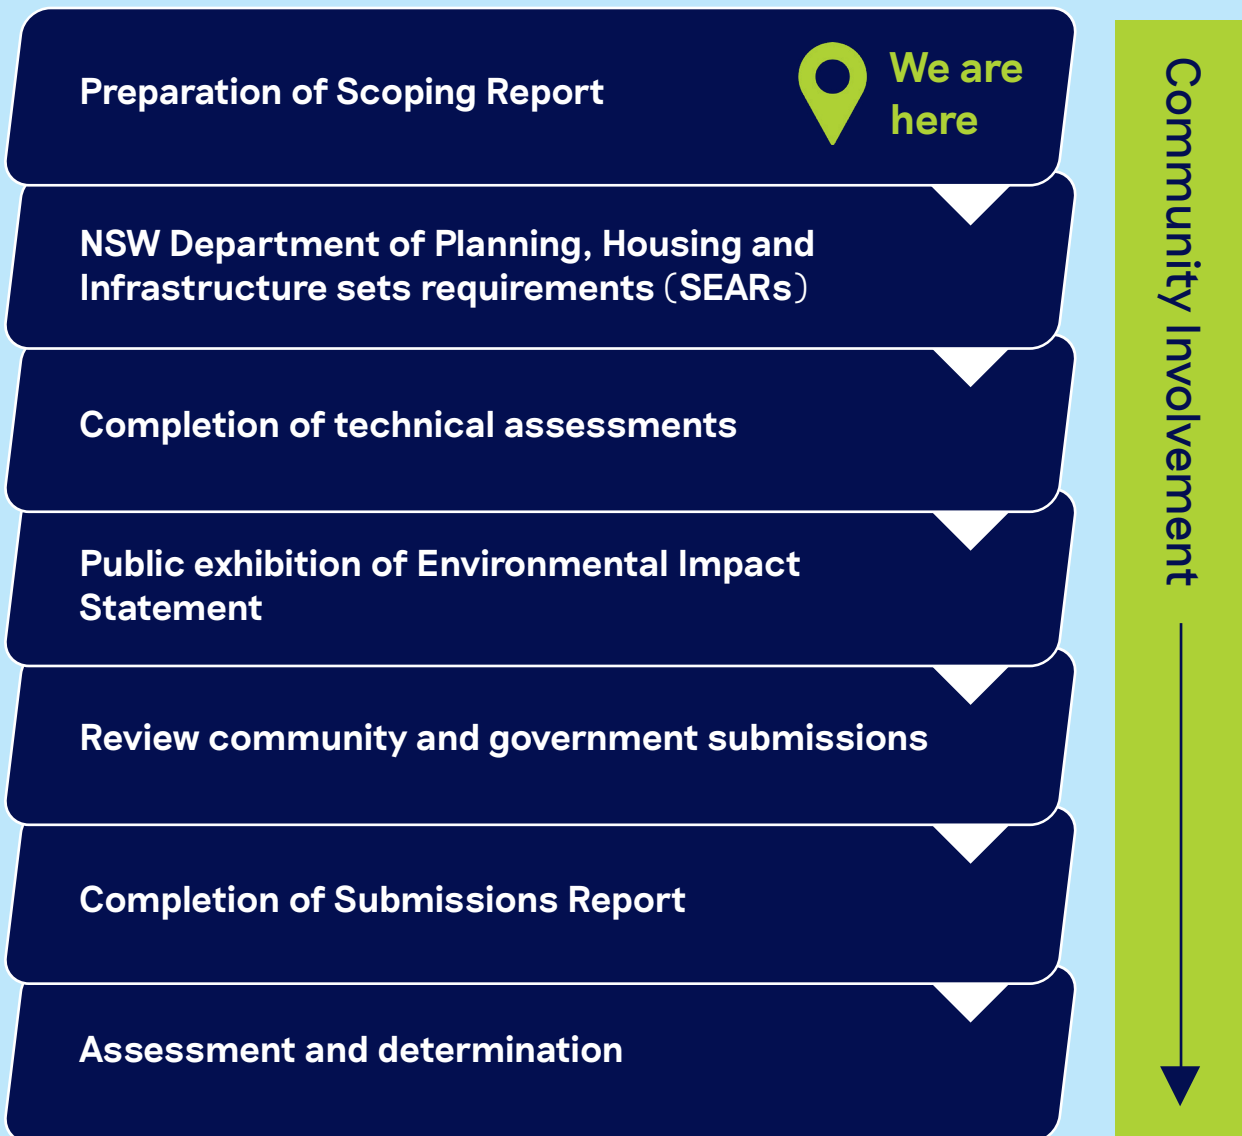 Preparation of Scoping Report
We are
here
NSW Department of Planning, Housing and
Infrastructure sets requirements (SEARs)
Completion of technical assessments
Public exhibition of Environmental Impact
Statement
Review community and government submissions
Completion of Submissions Report
Assessment and determination
Community Involvement